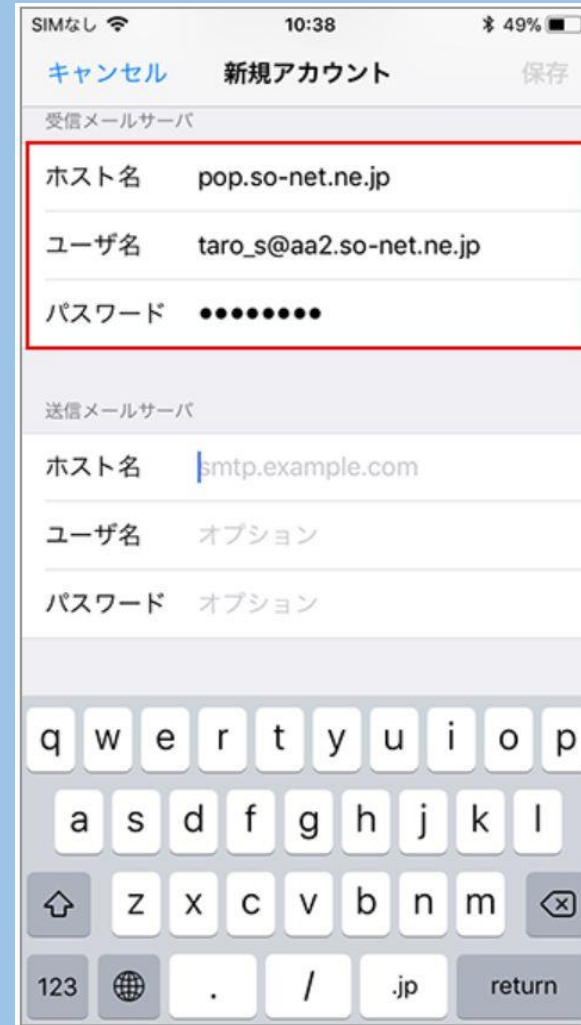 SIMなし 10:38 49%
キャンセル 新規アカウント 保存
受信メールサーバ
ホスト名 pop.so-net.ne.jp
ユーザ名 taro_s@aa2.so-net.ne.jp
パスワード ●●●●●●●●
送信メールサーバ
ホスト名 smtp.example.com
ユーザ名 オプション
パスワード オプション
q w e r t y u i o p
a s d f g h j k l
z x c v b n m
123 . / .jp return